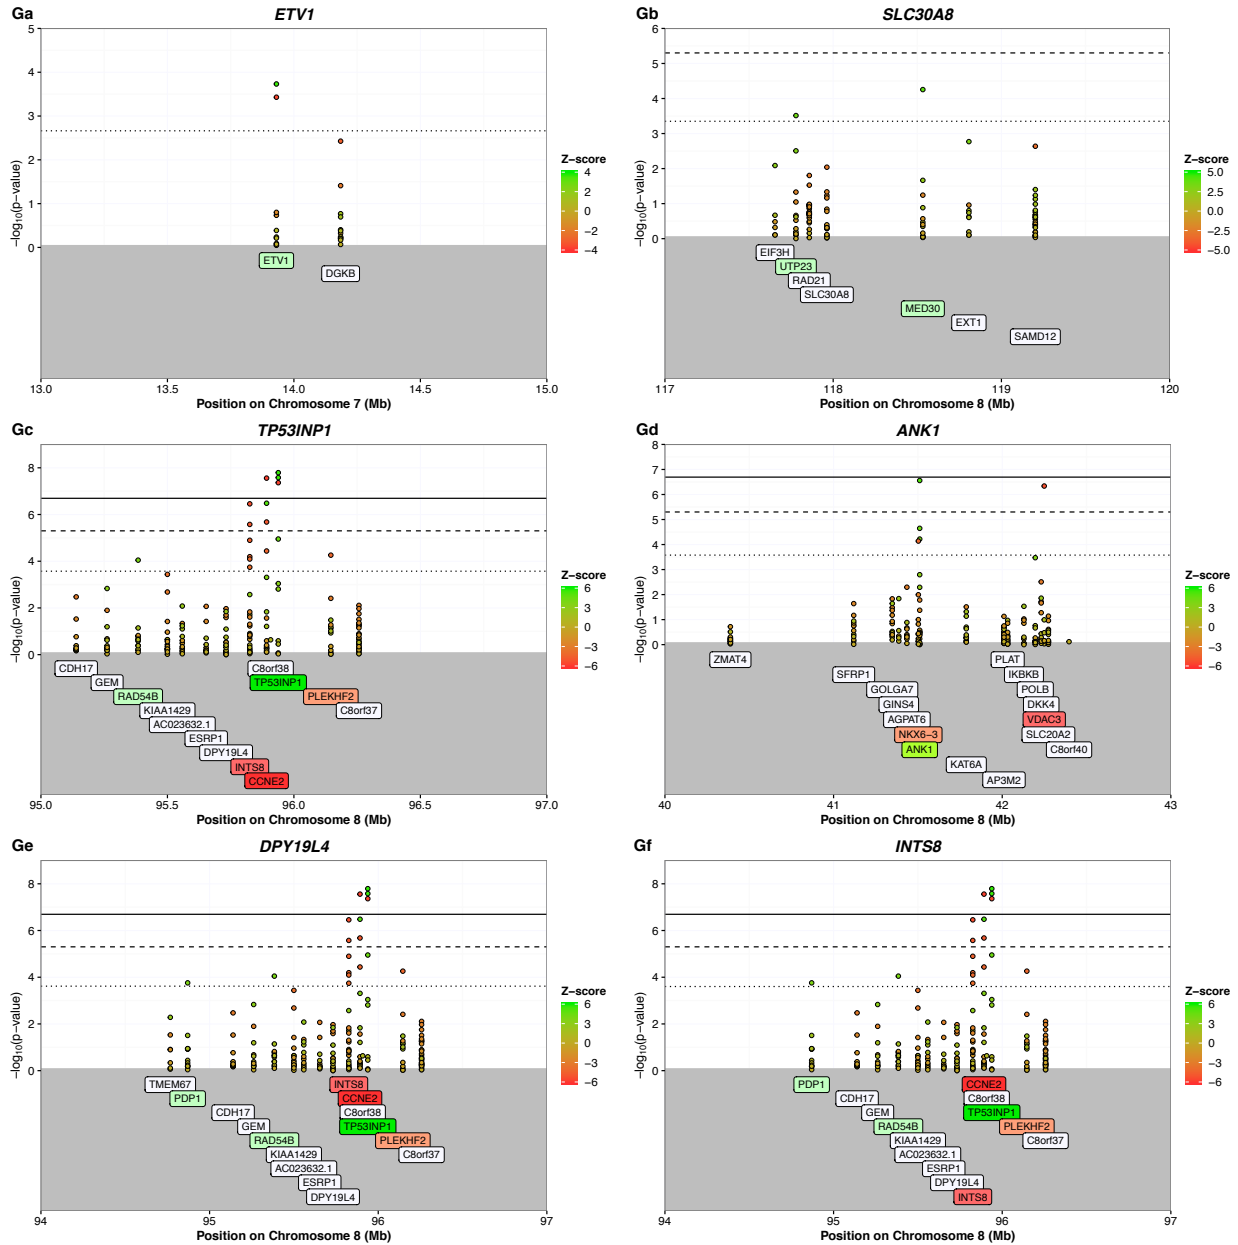 Ga
ETV1
5
4
3
2
1
0
−log10(p−value)
ETV1
DGKB
13.0
13.5
14.0
14.5
15.0
Position on Chromosome 7 (Mb)
Z−score
4
2
0
−2
−4
Gb
SLC30A8
6
5
4
3
2
1
0
−log10(p−value)
EIF3H
UTP23
RAD21
SLC30A8
MED30
EXT1
SAMD12
117
118
119
120
Position on Chromosome 8 (Mb)
Z−score
5.0
2.5
0.0
−2.5
−5.0
Gc
TP53INP1
8
6
4
2
0
−log10(p−value)
CDH17
C8orf38
GEM
TP53INP1
RAD54B
PLEKHF2
KIAA1429
C8orf37
AC023632.1
ESRP1
DPY19L4
INTS8
CCNE2
95.0
95.5
96.0
96.5
97.0
Position on Chromosome 8 (Mb)
Z−score
6
3
0
−3
−6
Gd
ANK1
8
7
6
5
4
3
2
1
0
−log10(p−value)
ZMAT4
PLAT
SFRP1
IKBKB
GOLGA7
POLB
GINS4
DKK4
AGPAT6
VDAC3
NKX6−3
SLC20A2
ANK1
C8orf40
KAT6A
AP3M2
40
41
42
43
Position on Chromosome 8 (Mb)
Z−score
6
3
0
−3
−6
Ge
DPY19L4
8
6
4
2
0
−log10(p−value)
TMEM67
INTS8
PDP1
CCNE2
CDH17
C8orf38
GEM
TP53INP1
RAD54B
PLEKHF2
KIAA1429
C8orf37
AC023632.1
ESRP1
DPY19L4
94
95
96
97
Position on Chromosome 8 (Mb)
Z−score
6
3
0
−3
−6
Gf
INTS8
8
6
4
2
0
−log10(p−value)
PDP1
CCNE2
CDH17
C8orf38
GEM
TP53INP1
RAD54B
PLEKHF2
KIAA1429
C8orf37
AC023632.1
ESRP1
DPY19L4
INTS8
94
95
96
97
Position on Chromosome 8 (Mb)
Z−score
6
3
0
−3
−6